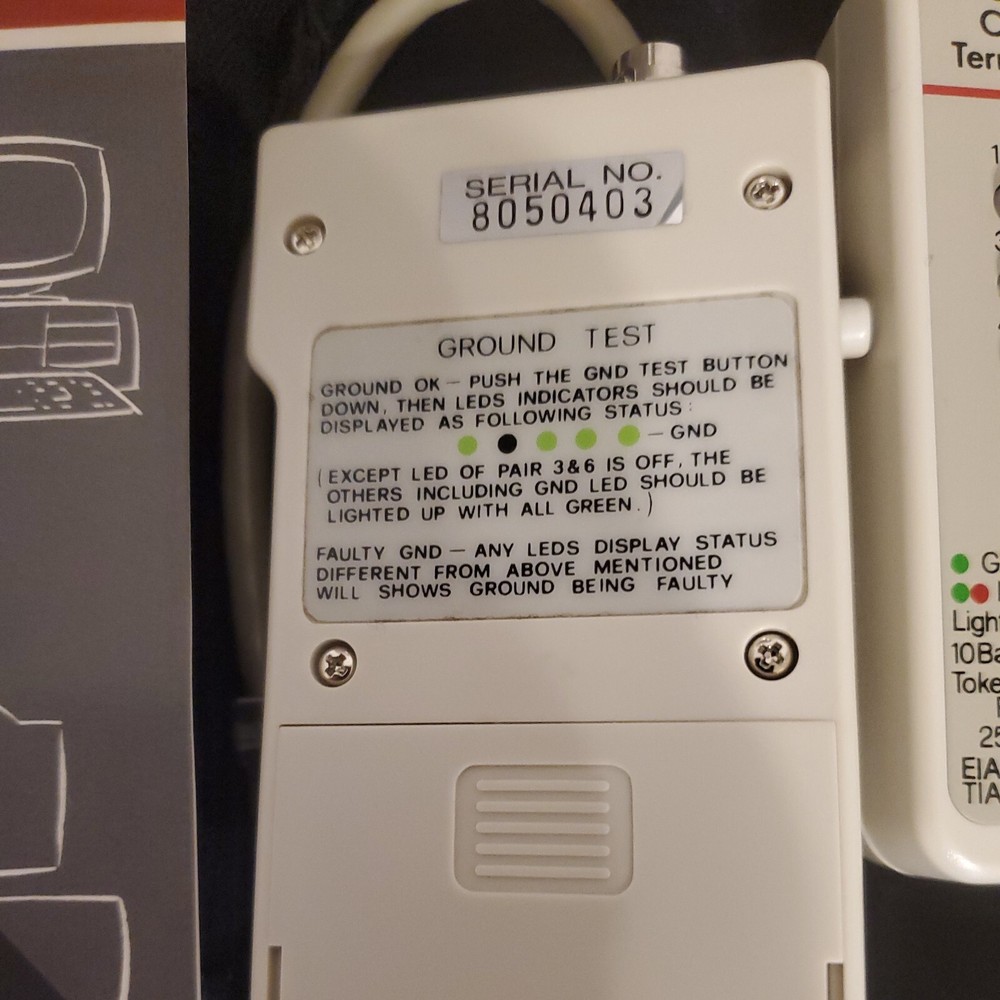 SERIAL NO.
8050403
GROUND TEST
GROUND OK — PUSH THE GND TEST BUTTON
DOWN, THEN LEDS INDICATORS SHOULD BE
DISPLAYED AS FOLLOWING STATUS:
— GND
(EXCEPT LED OF PAIR 3&6 IS OFF, THE
OTHERS INCLUDING GND LED SHOULD BE
LIGHTED UP WITH ALL GREEN.)
FAULTY GND — ANY LEDS DISPLAY STATUS
DIFFERENT FROM ABOVE MENTIONED
WILL SHOWS GROUND BEING FAULTY
10Ba
Toke
25
EIA
TIA